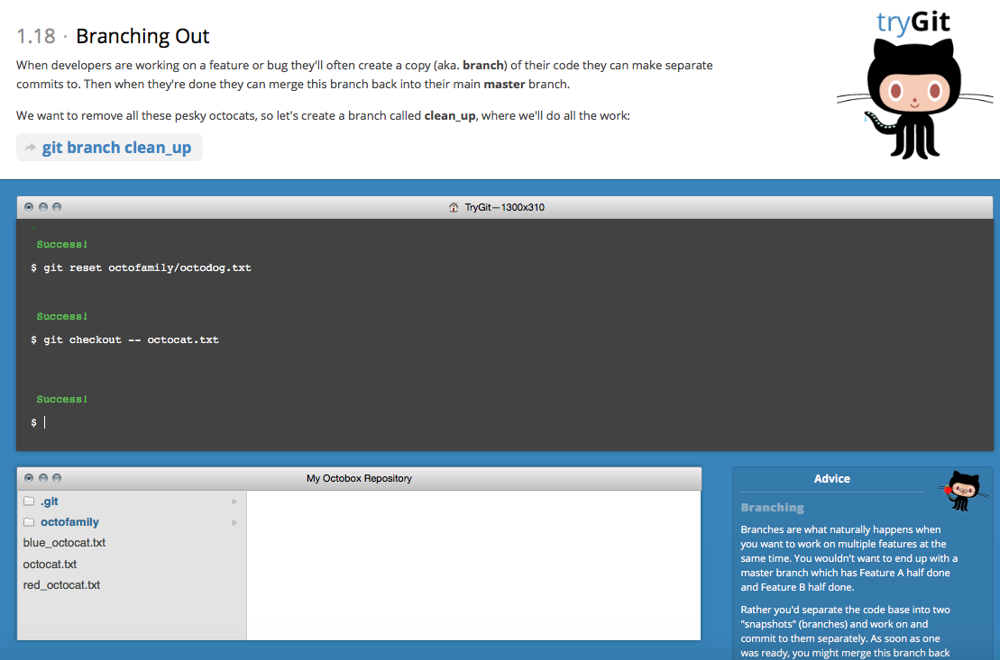 tryGit
1.18 · Branching Out
When developers are working on a feature or bug they'll often create a copy (aka. branch) of their code they can make separate
commits to. Then when they're done they can merge this branch back into their main master branch.
We want to remove all these pesky octocats, so let's create a branch called clean_up, where we'll do all the work:
git branch clean_up
TryGit—1300x310
Success!
$ git reset octofamily/octodog.txt
Success!
$ git checkout -- octocat.txt
Success!
$
My Octobox Repository
.git
octofamily
blue_octocat.txt
octocat.txt
red_octocat.txt
Advice
Branching
Branches are what naturally happens when
you want to work on multiple features at the
same time. You wouldn't want to end up with a
master branch which has Feature A half done
and Feature B half done.
Rather you'd separate the code base into two
"snapshots" (branches) and work on and
commit to them separately. As soon as one
was ready, you might merge this branch back